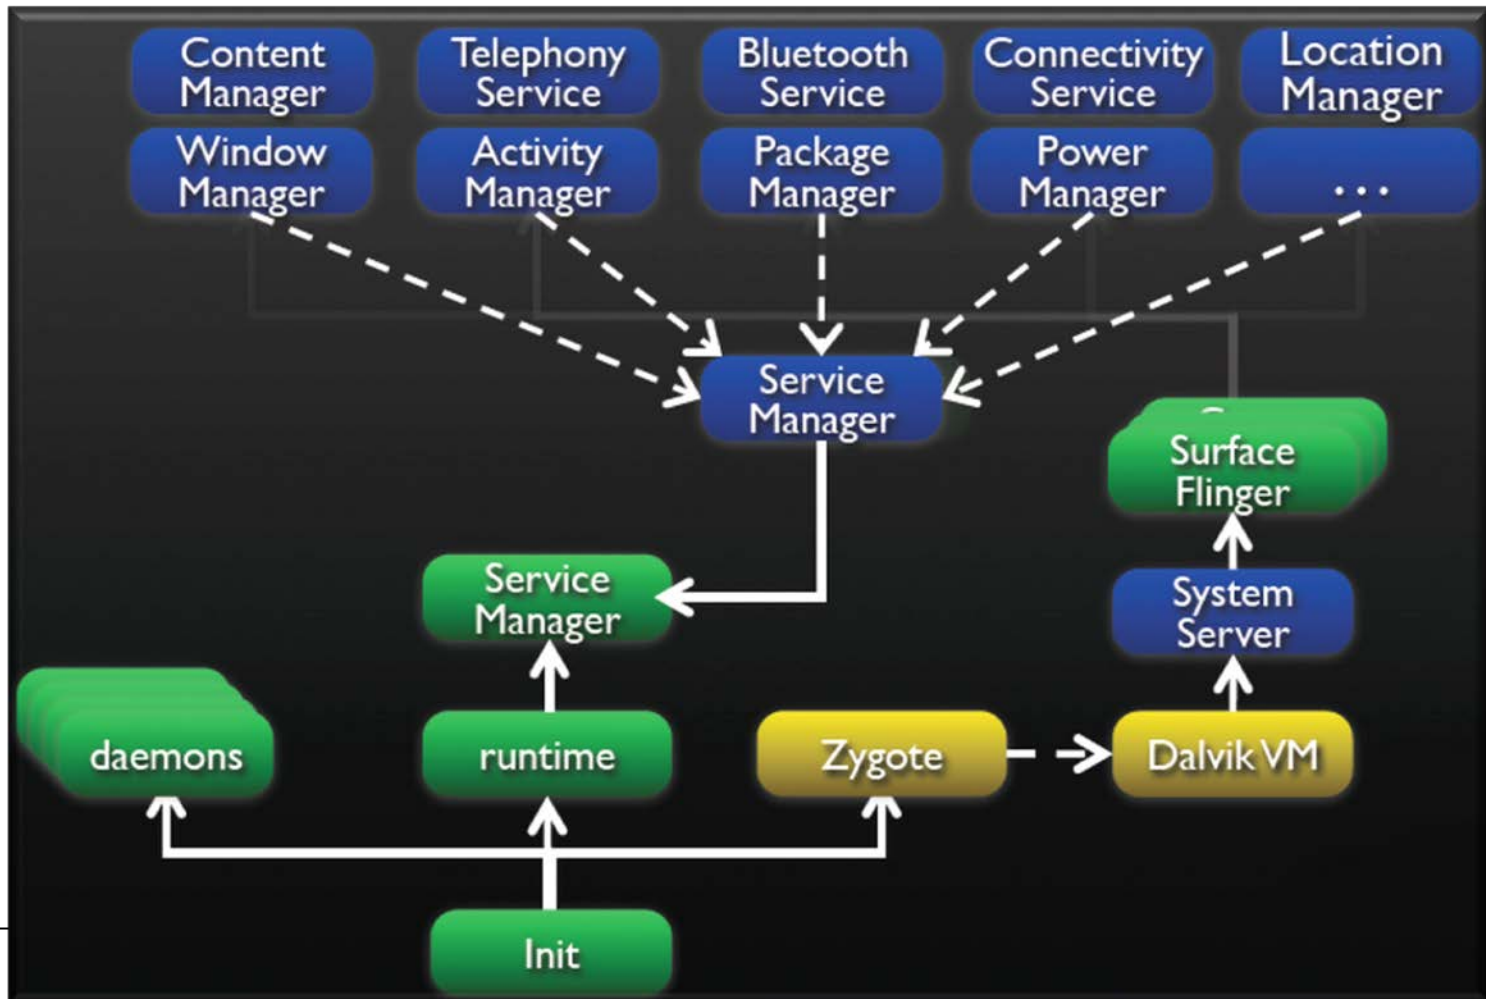 Content
Manager
Telephony
Service
Bluetooth
Service
Connectivity
Service
Location
Manager
Window
Manager
Activity
Manager
Package
Manager
Power
Manager
...
Service
Manager
Surface
Flinger
Service
Manager
System
Server
daemons
runtime
Zygote
Dalvik VM
Init